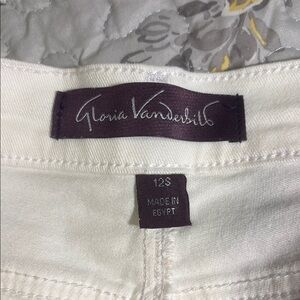 Gloria Vanderbilt
12S
MADE IN
EGYPT